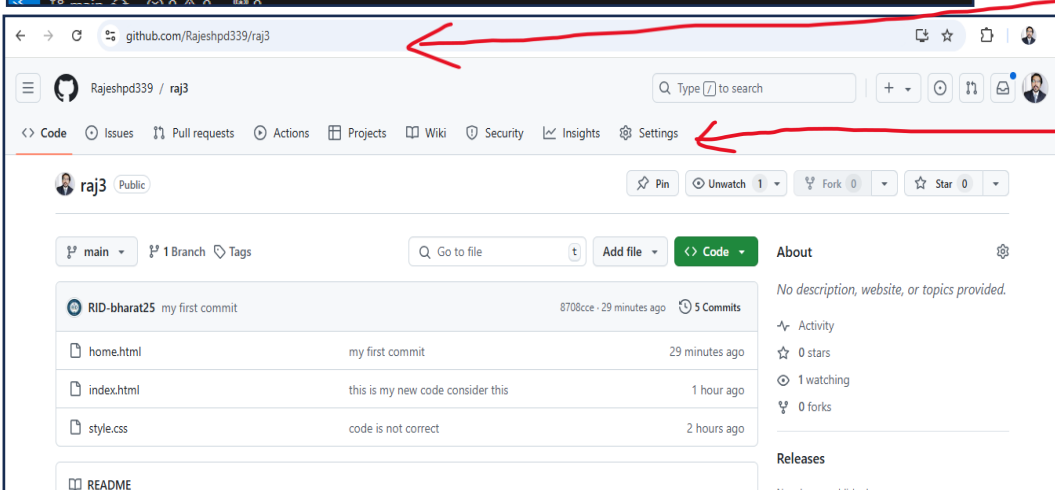 main 0 0 0
github.com/Rajeshpd339/raj3
Rajeshpd339 / raj3 Type / to search
Code Issues Pull requests Actions Projects Wiki Security Insights Settings
raj3 Public Pin Unwatch 1 Fork 0 Star 0
main 1 Branch Tags Go to file t Add file Code About
No description, website, or topics provided.
RID-bharat25 my first commit 8708cce · 29 minutes ago 5 Commits
Activity
home.html my first commit 29 minutes ago
0 stars
index.html this is my new code consider this 1 hour ago
1 watching
0 forks
style.css code is not correct 2 hours ago
Releases
README